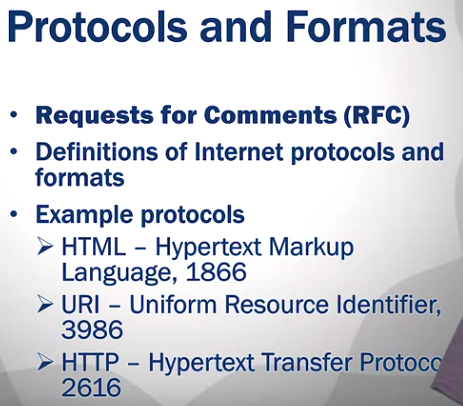 Protocols and Formats
• Requests for Comments (RFC)
• Definitions of Internet protocols and
formats
• Example protocols
➢ HTML – Hypertext Markup
Language, 1866
➢ URI – Uniform Resource Identifier,
3986
➢ HTTP – Hypertext Transfer Protoco
2616